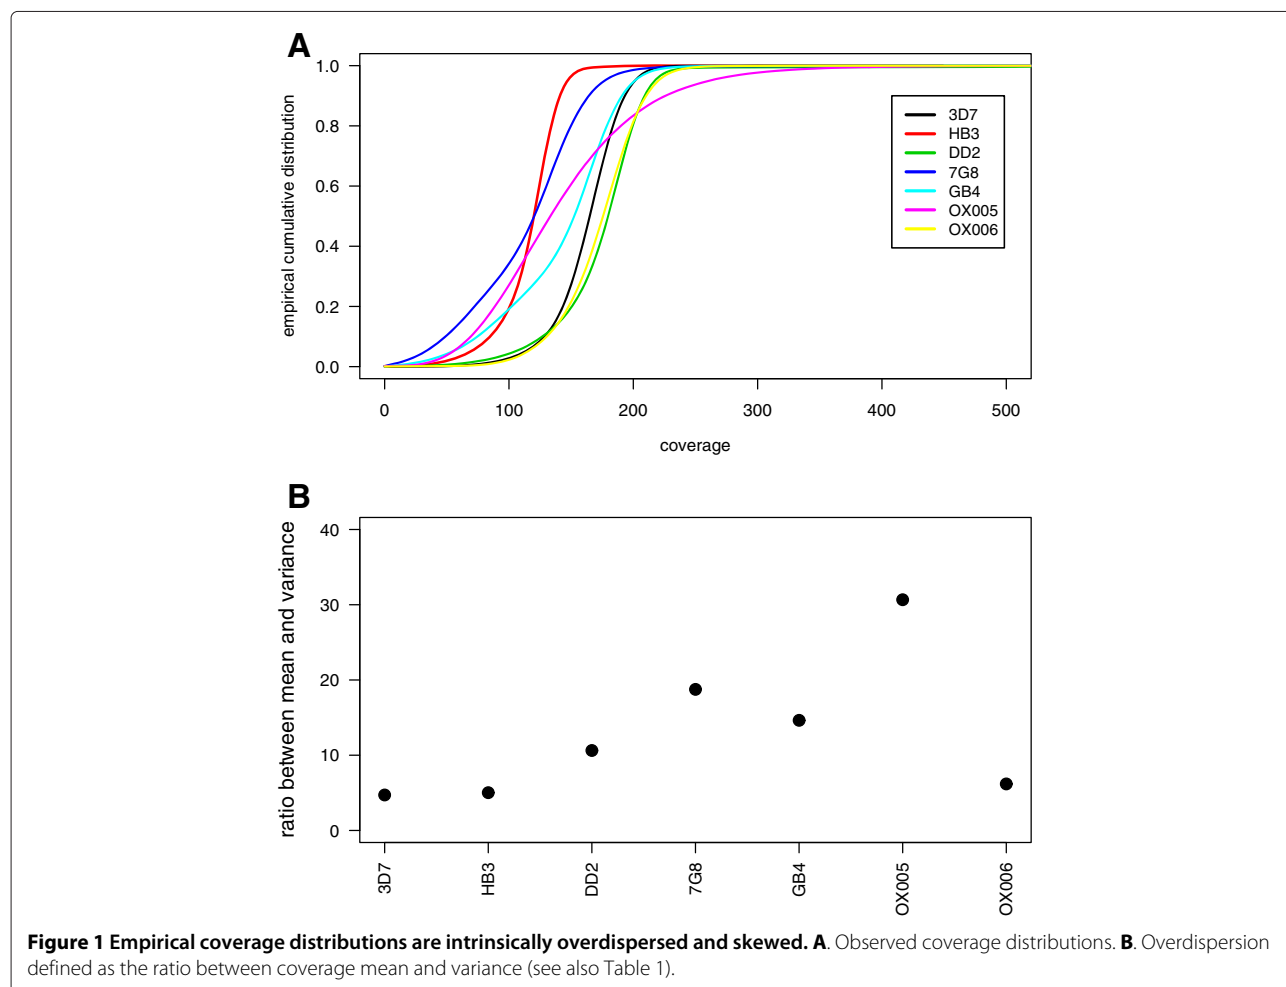 A
1.0
0.8
0.6
0.4
0.2
0.0
empirical cumulative distribution
3D7
HB3
DD2
7G8
GB4
OX005
OX006
0 100 200 300 400 500
coverage
B
40
30
20
10
0
ratio between mean and variance
3D7 HB3 DD2 7G8 GB4 OX005 OX006
Figure 1 Empirical coverage distributions are intrinsically overdispersed and skewed. A. Observed coverage distributions. B. Overdispersion
defined as the ratio between coverage mean and variance (see also Table 1).